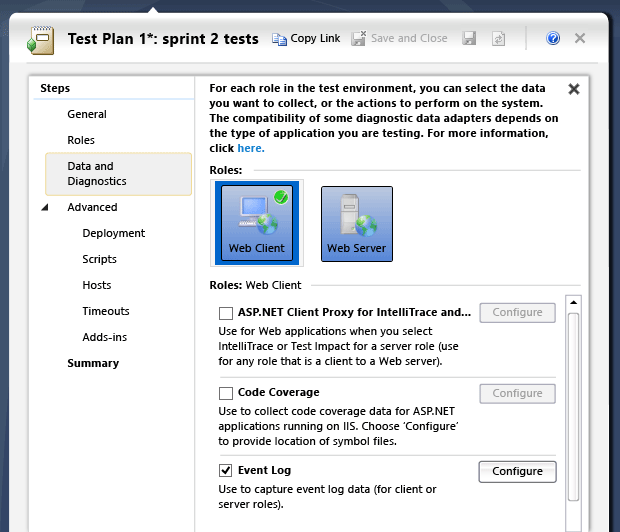 Test Plan 1*: sprint 2 tests
Copy Link
Save and Close
Steps
General
Roles
Data and
Diagnostics
Advanced
Deployment
Scripts
Hosts
Timeouts
Adds-ins
Summary
For each role in the test environment, you can select the data
you want to collect, or the actions to perform on the system.
The compatibility of some diagnostic data adapters depends on
the type of application you are testing. For more information,
click here.
Roles:
Web Client
Web Server
Roles: Web Client
ASP.NET Client Proxy for IntelliTrace and...
Configure
Use for Web applications when you select
IntelliTrace or Test Impact for a server role (use
for any role that is a client to a Web server).
Code Coverage
Configure
Use to collect code coverage data for ASP.NET
applications running on IIS. Choose ‘Configure’
to provide location of symbol files.
Event Log
Configure
Use to capture event log data (for client or
server roles).